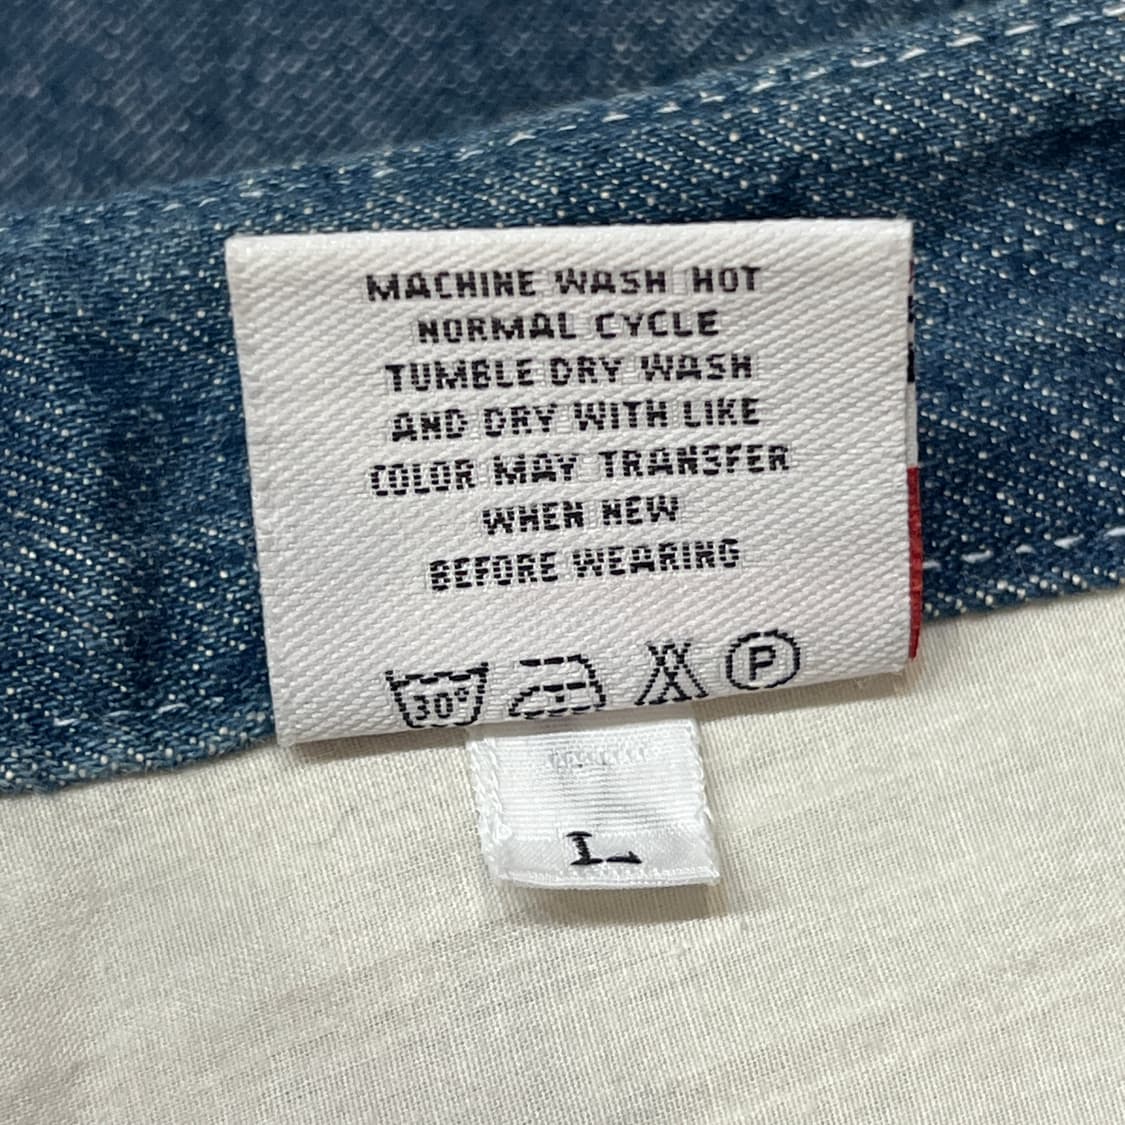 MACHINE WASH HOT
NORMAL CYCLE
TUMBLE DRY WASH
AND DRY WITH LIKE
COLOR MAY TRANSFER
WHEN NEW
BEFORE WEARING
30° P
L